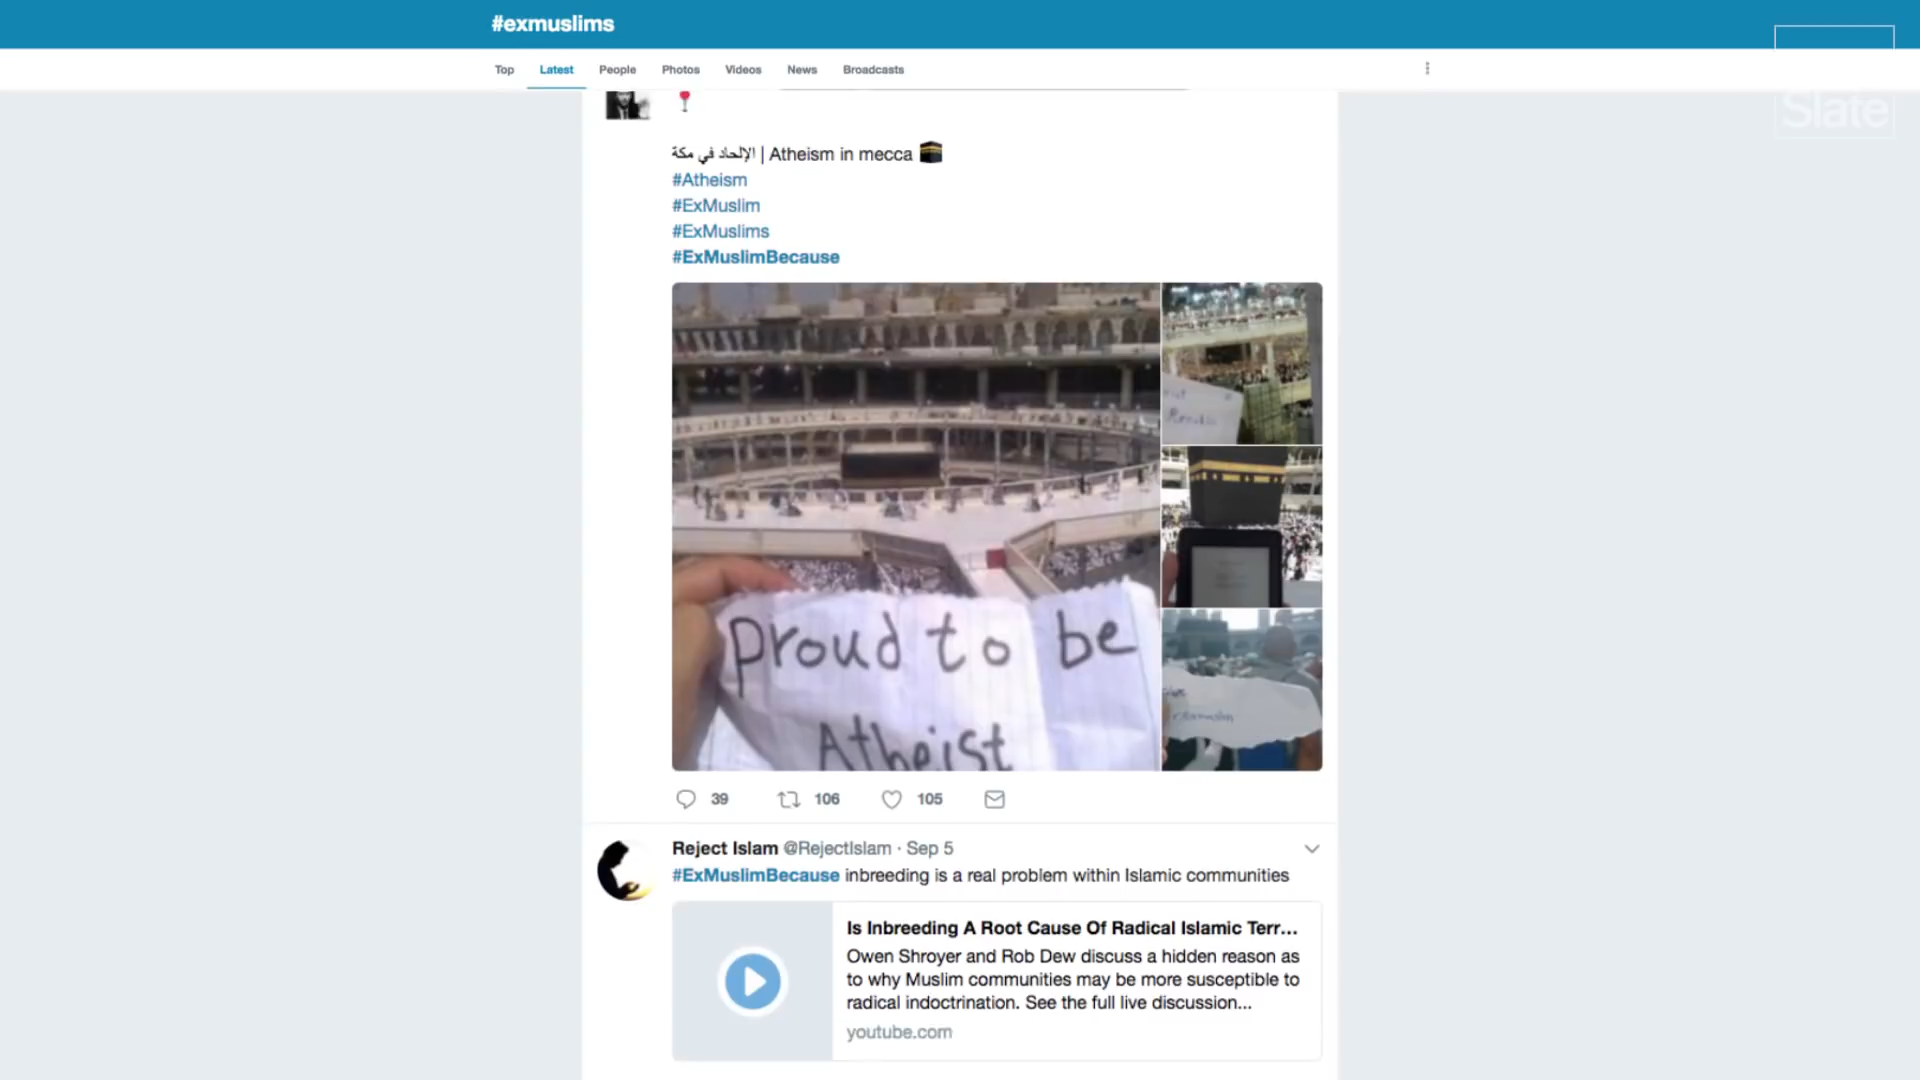 #exmuslims
Top Latest People Photos Videos News Broadcasts
Slate
الإلحاد في مكة | Atheism in mecca
#Atheism
#ExMuslim
#ExMuslims
#ExMuslimBecause
proud to be
Atheist
39 106 105
Reject Islam @RejectIslam · Sep 5
#ExMuslimBecause inbreeding is a real problem within Islamic communities
Is Inbreeding A Root Cause Of Radical Islamic Terr...
Owen Shroyer and Rob Dew discuss a hidden reason as
to why Muslim communities may be more susceptible to
radical indoctrination. See the full live discussion...
youtube.com